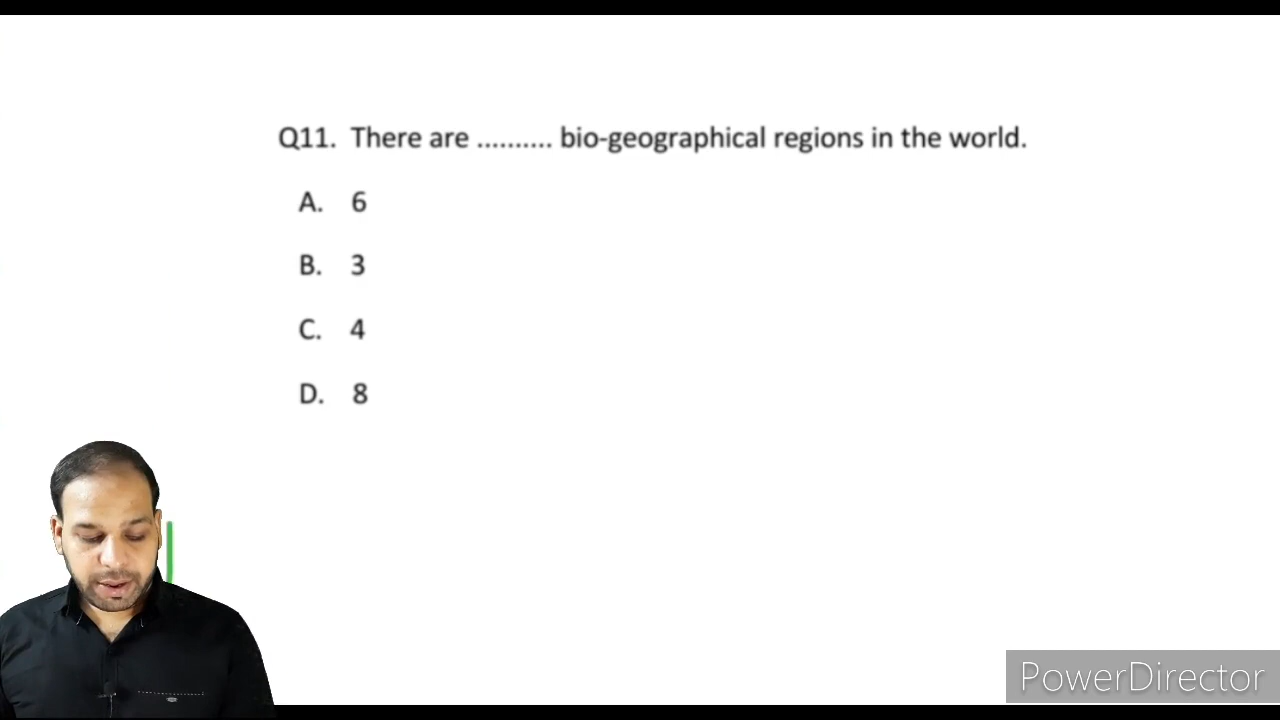 Q11. There are .......... bio-geographical regions in the world.
A. 6
B. 3
C. 4
D. 8
PowerDirector